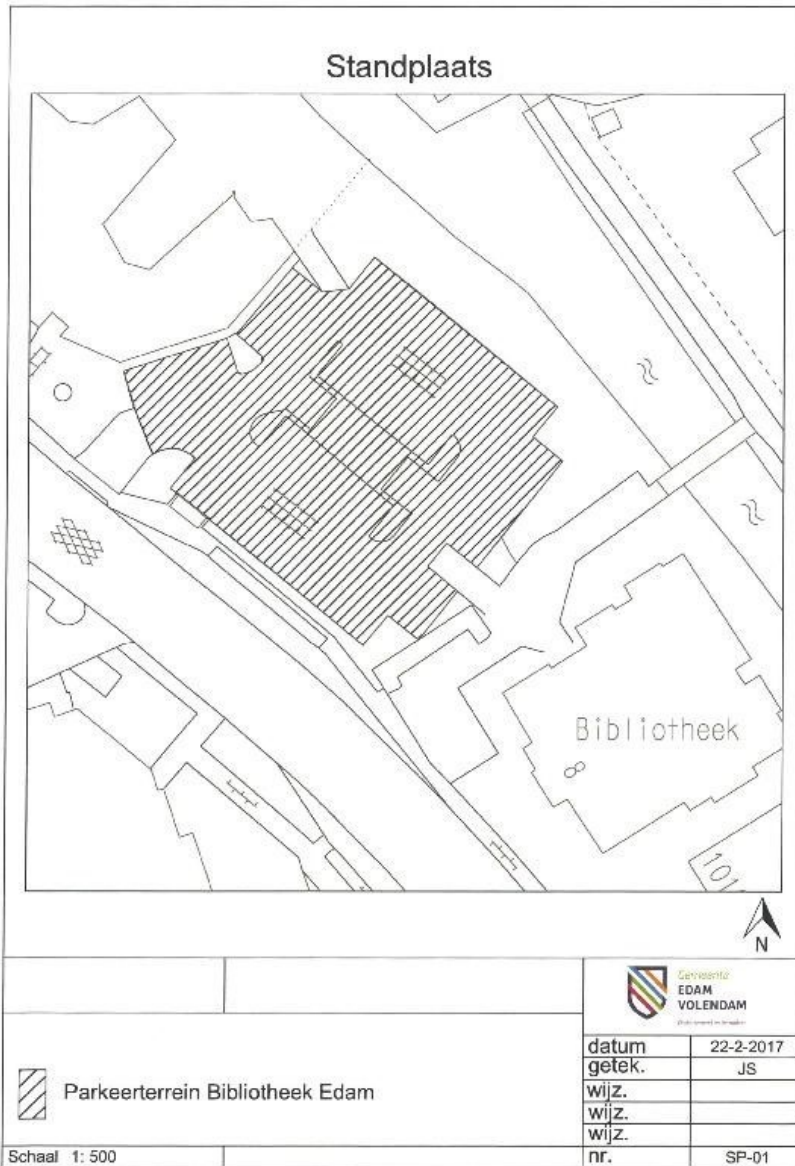 Standplaats
Bibliotheek
8
101
N
Gemeente
EDAM
VOLENDAM
datum 22-2-2017
getek. JS
wijz.
wijz.
wijz.
Parkeerterrein Bibliotheek Edam
Schaal 1: 500
nr. SP-01